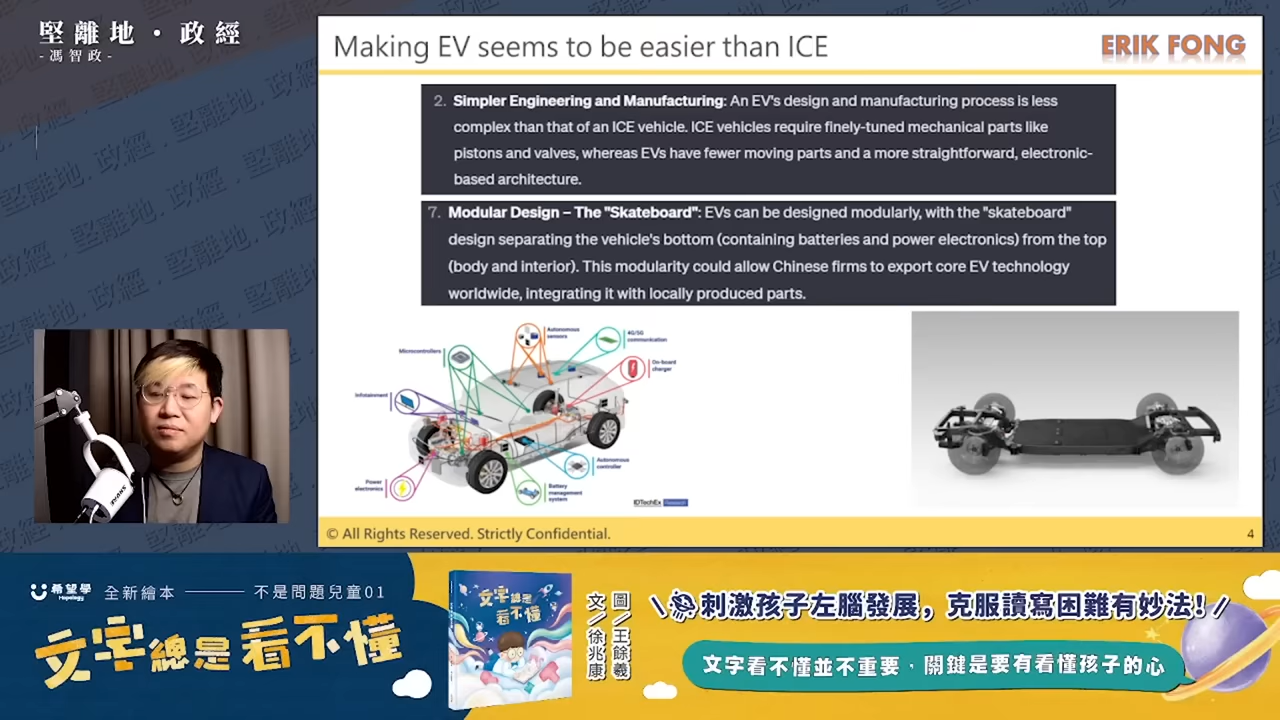 堅離地·政經
-馮智政-
Making EV seems to be easier than ICE
ERIK FONG
2. Simpler Engineering and Manufacturing: An EV's design and manufacturing process is less
complex than that of an ICE vehicle. ICE vehicles require finely-tuned mechanical parts like
pistons and valves, whereas EVs have fewer moving parts and a more straightforward, electronic-
based architecture.
7. Modular Design – The "Skateboard": EVs can be designed modularly, with the "skateboard"
design separating the vehicle's bottom (containing batteries and power electronics) from the top
(body and interior). This modularity could allow Chinese firms to export core EV technology
worldwide, integrating it with locally produced parts.
Autonomous
sensors
4G/5G
communication
Microcontrollers
On-board
charger
Infotainment
Autonomous
controller
Power
electronics
Battery
management
system
IDTechEx Research
© All Rights Reserved. Strictly Confidential.
4
SHURE
希望學
Hopology
全新繪本
不是問題兒童01
文字總是看不懂
文字總是
看不懂
文/徐兆康
圖/王餘羲
刺激孩子左腦發展，克服讀寫困難有妙法！
文字看不懂並不重要，關鍵是要有看懂孩子的心